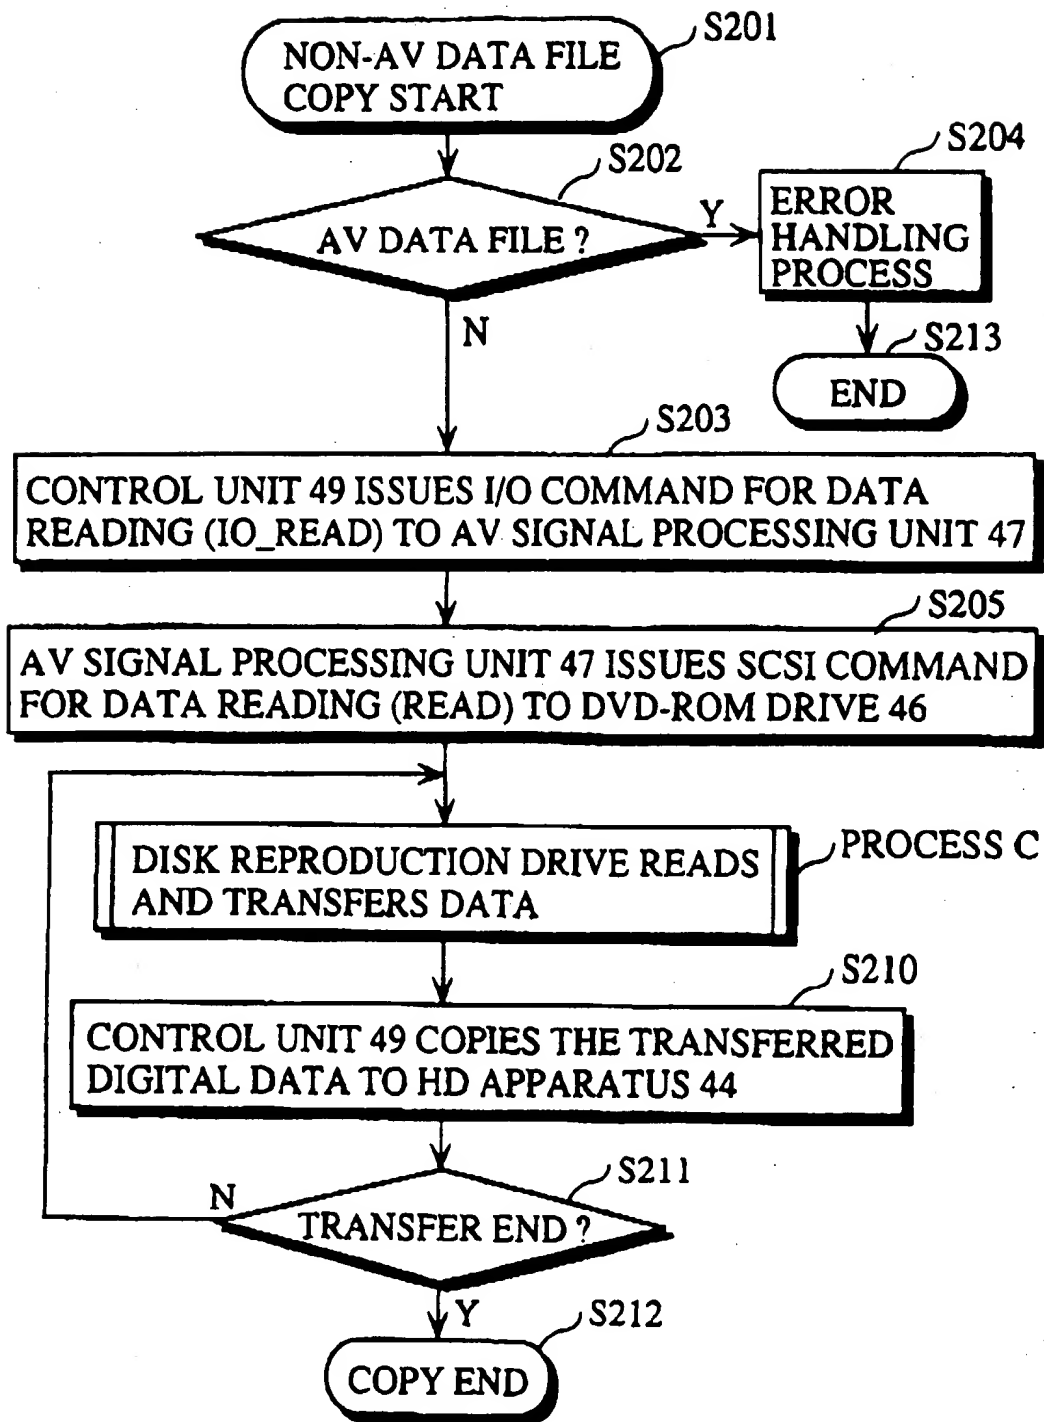 S201
NON-AV DATA FILE
COPY START
S202
AV DATA FILE ?
Y
S204
ERROR
HANDLING
PROCESS
N
S213
END
S203
CONTROL UNIT 49 ISSUES I/O COMMAND FOR DATA
READING (IO_READ) TO AV SIGNAL PROCESSING UNIT 47
S205
AV SIGNAL PROCESSING UNIT 47 ISSUES SCSI COMMAND
FOR DATA READING (READ) TO DVD-ROM DRIVE 46
DISK REPRODUCTION DRIVE READS
AND TRANSFERS DATA
PROCESS C
S210
CONTROL UNIT 49 COPIES THE TRANSFERRED
DIGITAL DATA TO HD APPARATUS 44
S211
N
TRANSFER END ?
Y
S212
COPY END